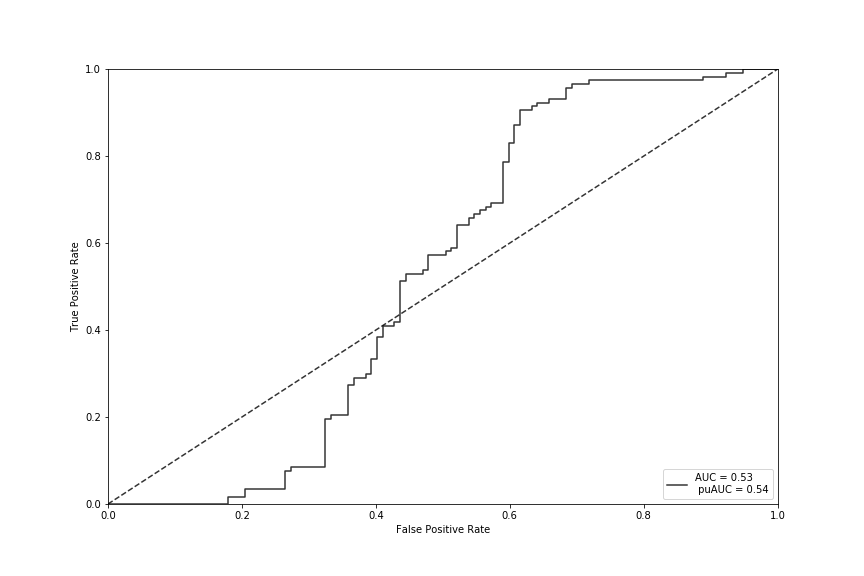 1.0
0.8
0.6
0.4
0.2
0.0
True Positive Rate
AUC = 0.53
puAUC = 0.54
0.0 0.2 0.4 0.6 0.8 1.0
False Positive Rate